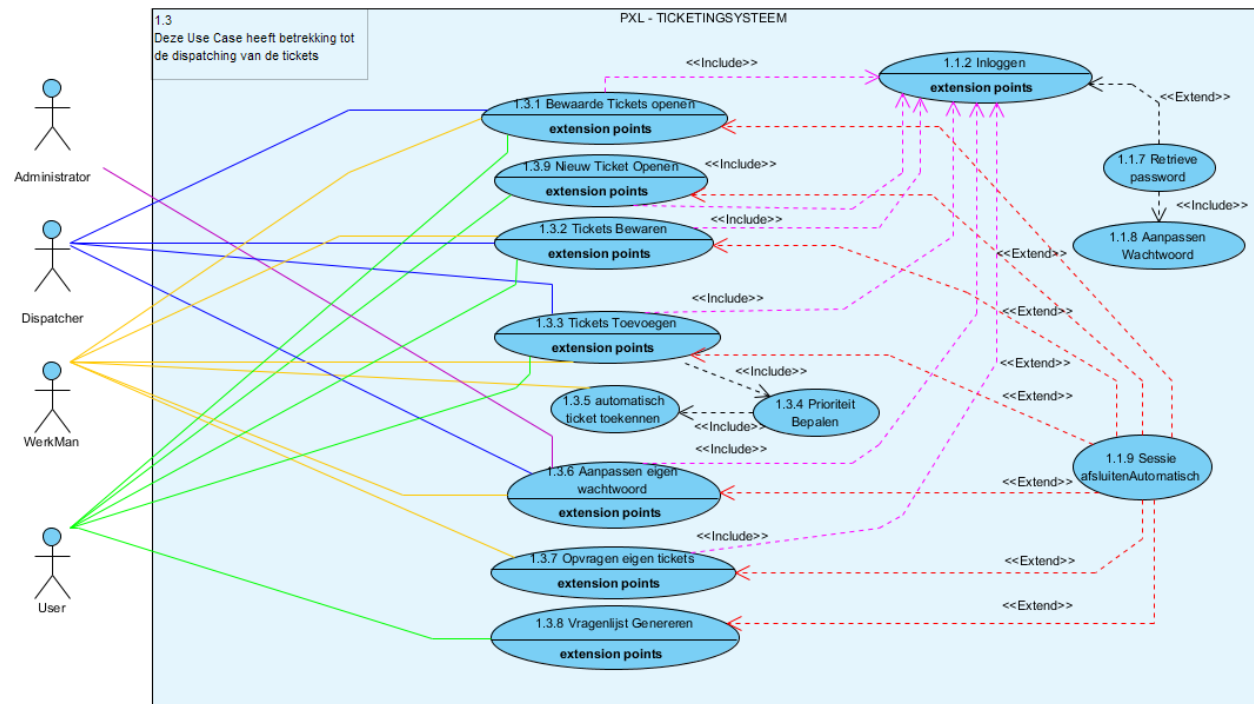 PXL - TICKETINGSYSTEEM
1.3
Deze Use Case heeft betrekking tot
de dispatching van de tickets
Administrator
Dispatcher
WerkMan
User
1.3.1 Bewaarde Tickets openen
extension points
1.3.9 Nieuw Ticket Openen
extension points
1.3.2 Tickets Bewaren
extension points
1.3.3 Tickets Toevoegen
extension points
1.3.5 automatisch
ticket toekennen
1.3.4 Prioriteit
Bepalen
1.3.6 Aanpassen eigen
wachtwoord
extension points
1.3.7 Opvragen eigen tickets
extension points
1.3.8 Vragenlijst Genereren
extension points
1.1.2 Inloggen
extension points
1.1.7 Retrieve
password
1.1.8 Aanpassen
Wachtwoord
1.1.9 Sessie
afsluitenAutomatisch
<<Include>>
<<Include>>
<<Include>>
<<Include>>
<<Include>>
<<Include>>
<<Include>>
<<Include>>
<<Include>>
<<Extend>>
<<Extend>>
<<Extend>>
<<Extend>>
<<Extend>>
<<Extend>>
<<Extend>>
<<Extend>>